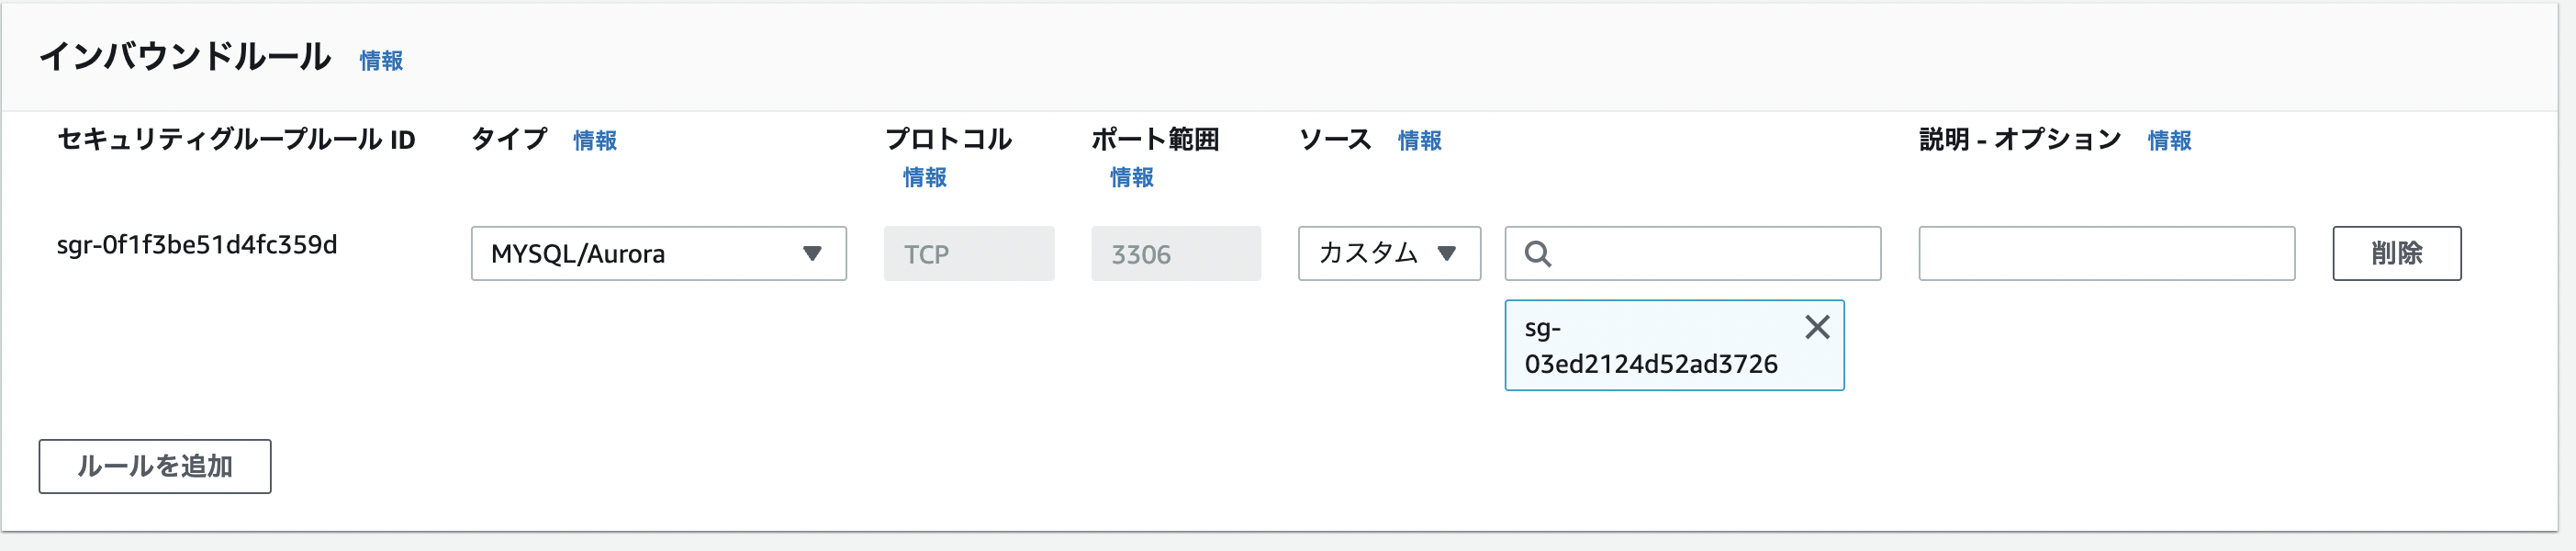 インバウンドルール 情報
セキュリティグループルール ID タイプ 情報 プロトコル 情報 ポート範囲 情報 ソース 情報 説明 - オプション 情報
sgr-0f1f3be51d4fc359d MYSQL/Aurora TCP 3306 カスタム 削除
sg-
03ed2124d52ad3726
ルールを追加